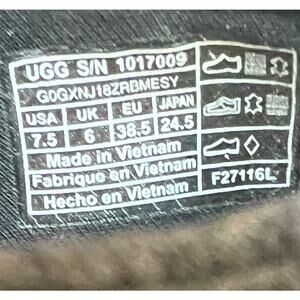 UGG S/N 1017009
G0GXNJ18ZRBMESY
USA UK EU JAPAN
7.5 6 38.5 24.5
Made in Vietnam
Fabrique en Vietnam
Hecho en Vietnam
F27116L